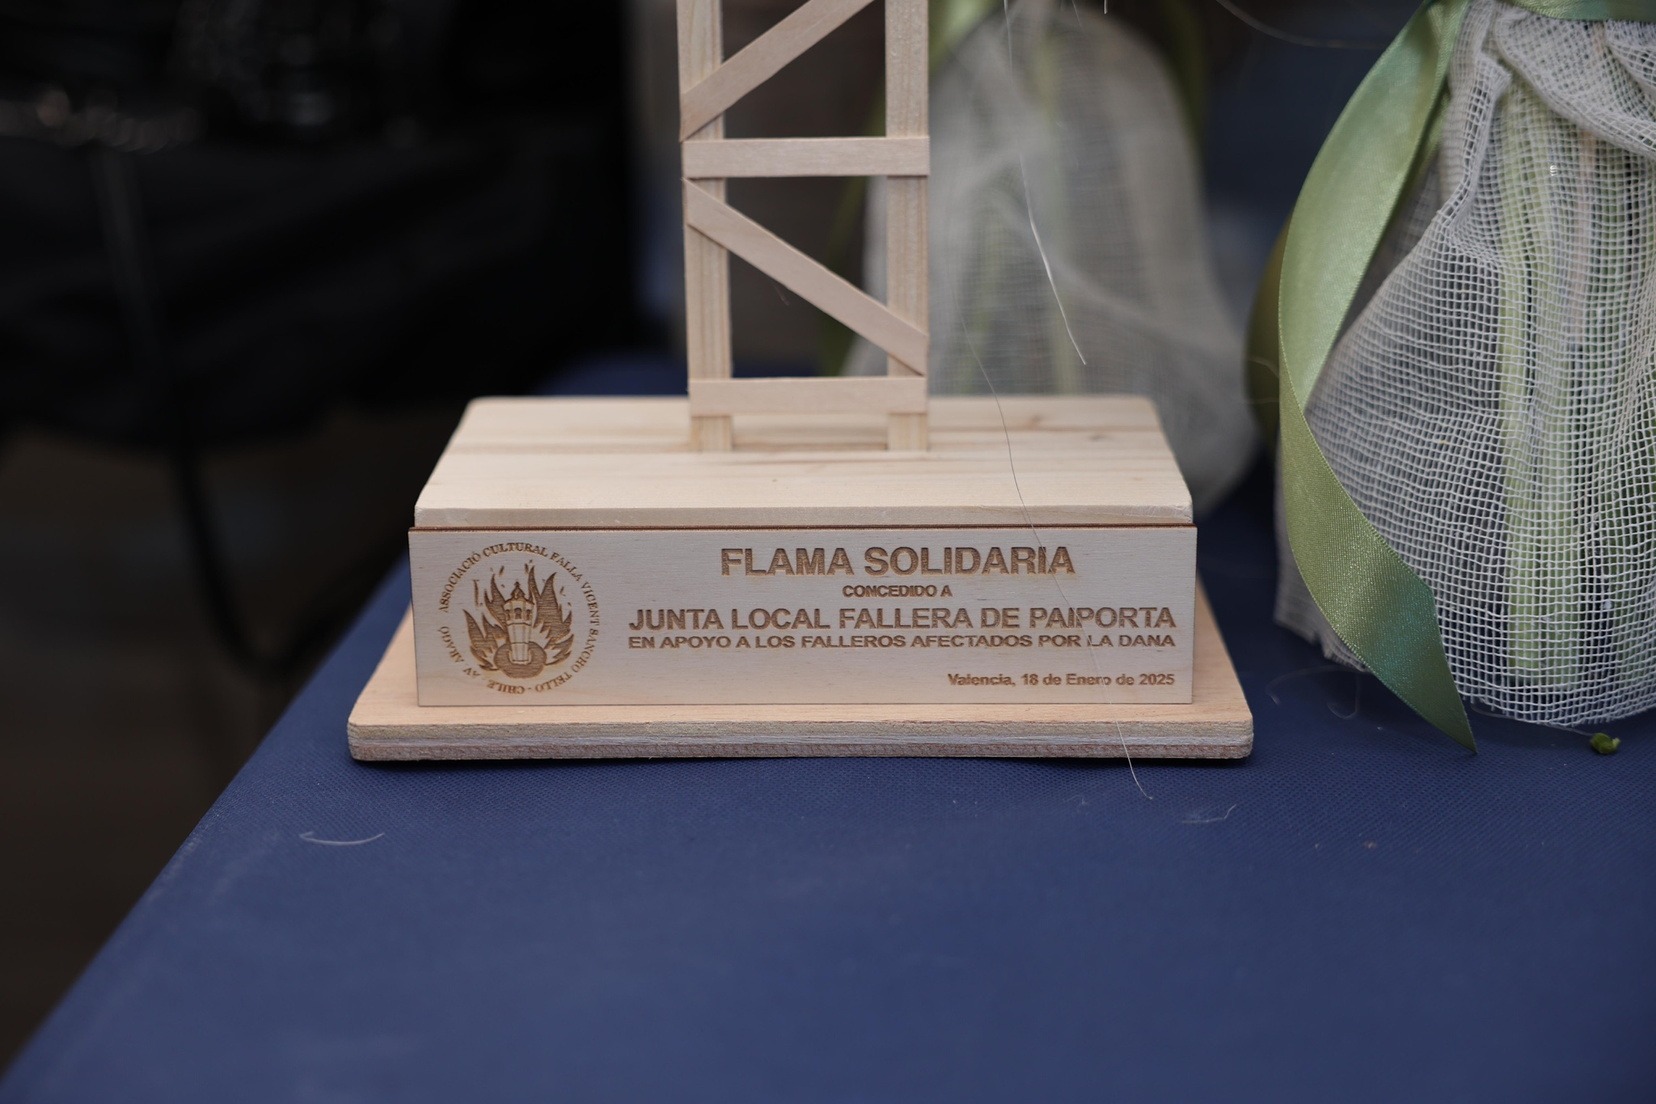 ASSOCIACIÓ CULTURAL FALLA VICENT SANCHO TELLO - CHILE - AV ARAGÓ
FLAMA SOLIDARIA
CONCEDIDO A
JUNTA LOCAL FALLERA DE PAIPORTA
EN APOYO A LOS FALLEROS AFECTADOS POR LA DANA
Valencia, 18 de Enero de 2025